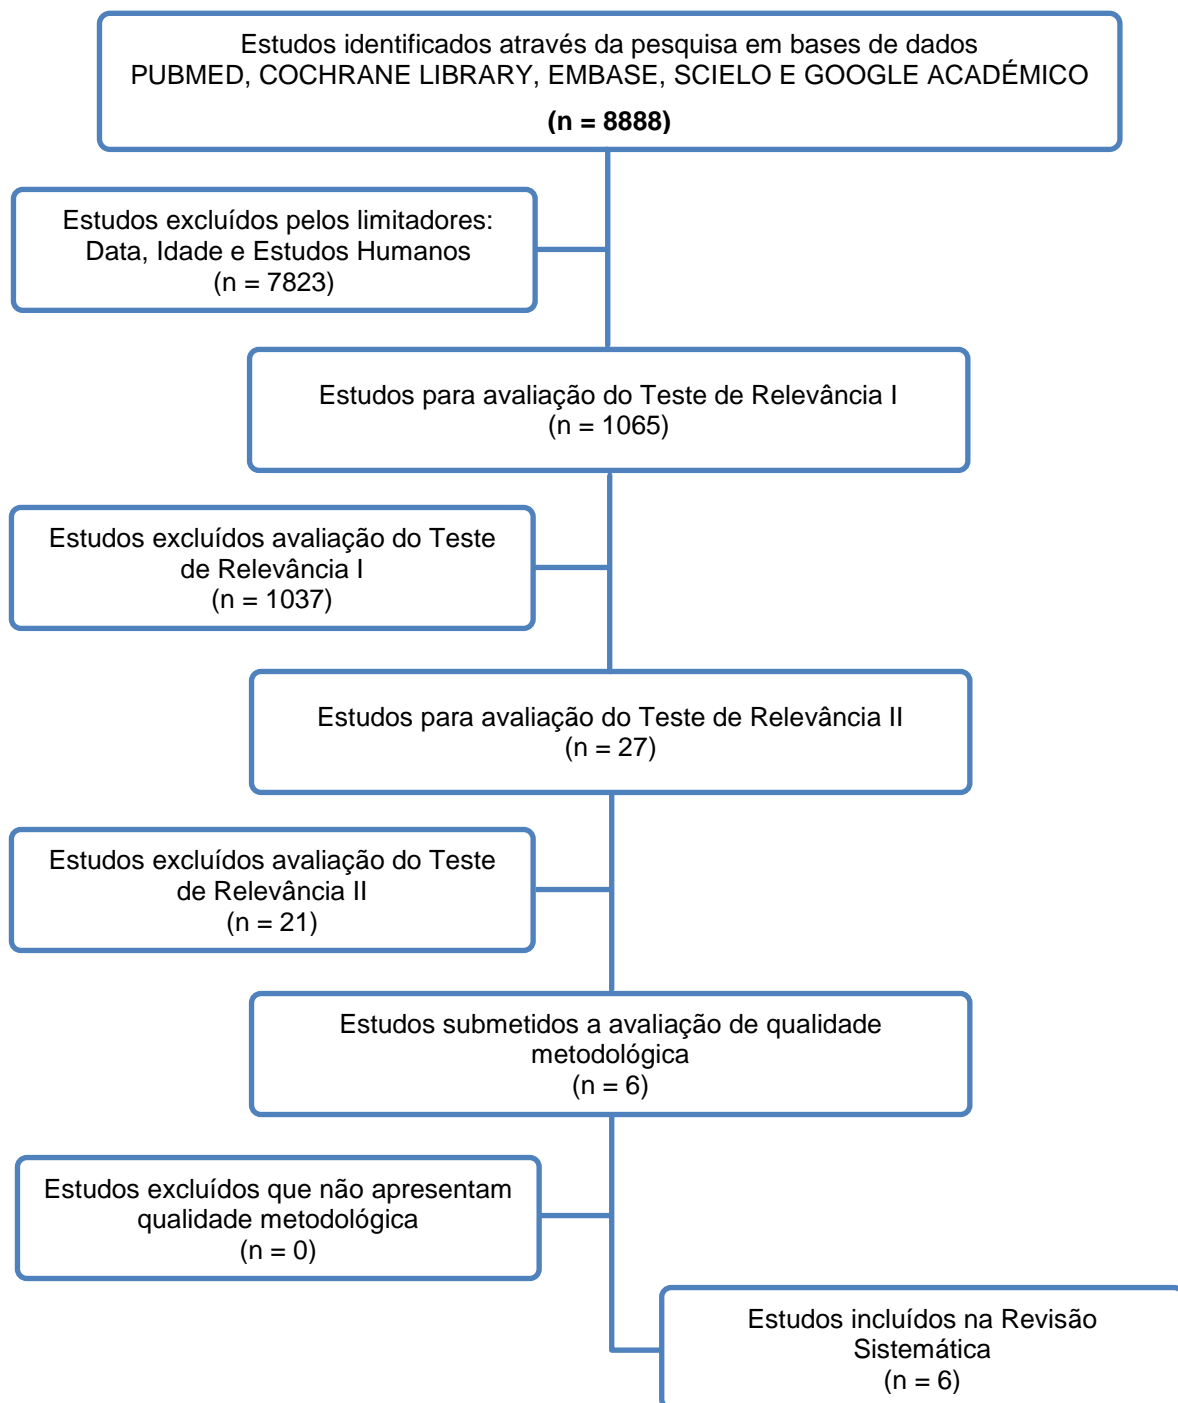 Estudos identificados através da pesquisa em bases de dados
PUBMED, COCHRANE LIBRARY, EMBASE, SCIELO E GOOGLE ACADÉMICO
(n = 8888)
Estudos excluídos pelos limitadores:
Data, Idade e Estudos Humanos
(n = 7823)
Estudos para avaliação do Teste de Relevância I
(n = 1065)
Estudos excluídos avaliação do Teste
de Relevância I
(n = 1037)
Estudos para avaliação do Teste de Relevância II
(n = 27)
Estudos excluídos avaliação do Teste
de Relevância II
(n = 21)
Estudos submetidos a avaliação de qualidade
metodológica
(n = 6)
Estudos excluídos que não apresentam
qualidade metodológica
(n = 0)
Estudos incluídos na Revisão
Sistemática
(n = 6)